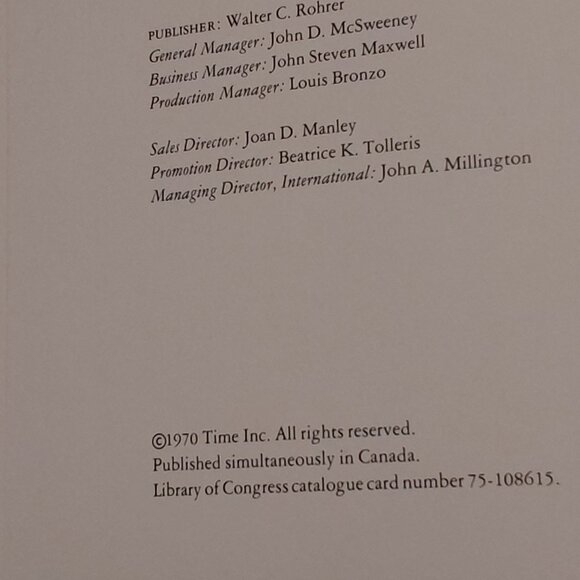 PUBLISHER: Walter C. Rohrer
General Manager: John D. McSweeney
Business Manager: John Steven Maxwell
Production Manager: Louis Bronzo
Sales Director: Joan D. Manley
Promotion Director: Beatrice K. Tolleris
Managing Director, International: John A. Millington
©1970 Time Inc. All rights reserved.
Published simultaneously in Canada.
Library of Congress catalogue card number 75-108615.